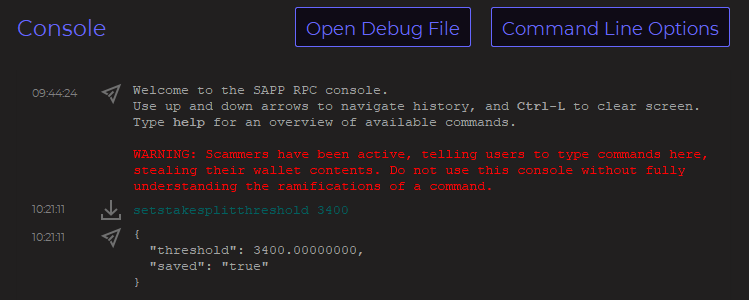 Console
Open Debug File
Command Line Options
09:44:24
Welcome to the SAPP RPC console.
Use up and down arrows to navigate history, and Ctrl-L to clear screen.
Type help for an overview of available commands.
WARNING: Scammers have been active, telling users to type commands here,
stealing their wallet contents. Do not use this console without fully
understanding the ramifications of a command.
10:21:11
setstakesplitthreshold 3400
10:21:11
{
"threshold": 3400.00000000,
"saved": "true"
}